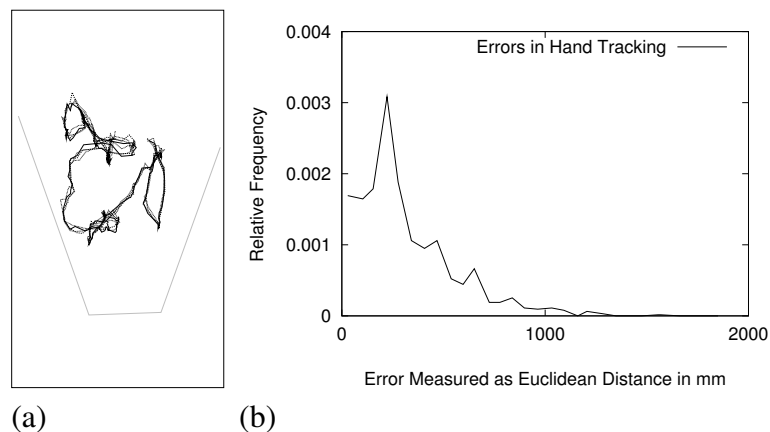 0.004
Errors in Hand Tracking
0.003
0.002
0.001
0
Relative Frequency
0 1000 2000
Error Measured as Euclidean Distance in mm
(a) (b)